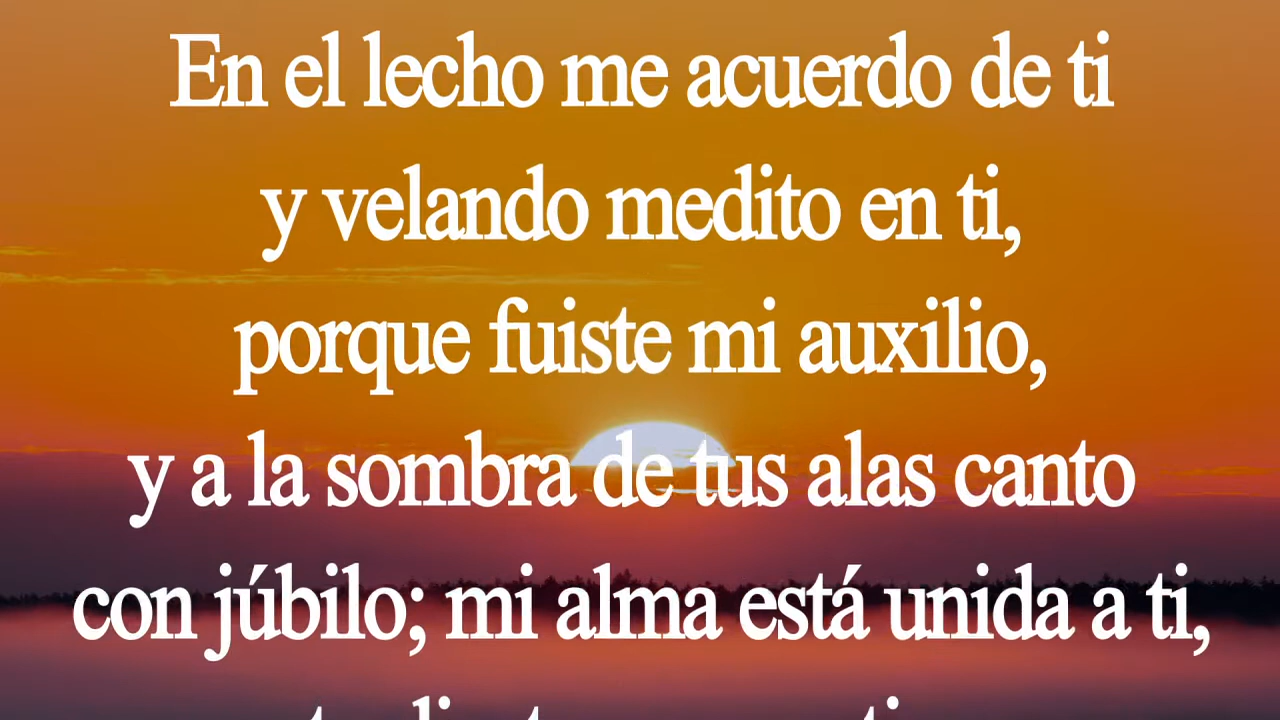 En el lecho me acuerdo de ti
y velando medito en ti,
porque fuiste mi auxilio,
y a la sombra de tus alas canto
con júbilo; mi alma está unida a ti,